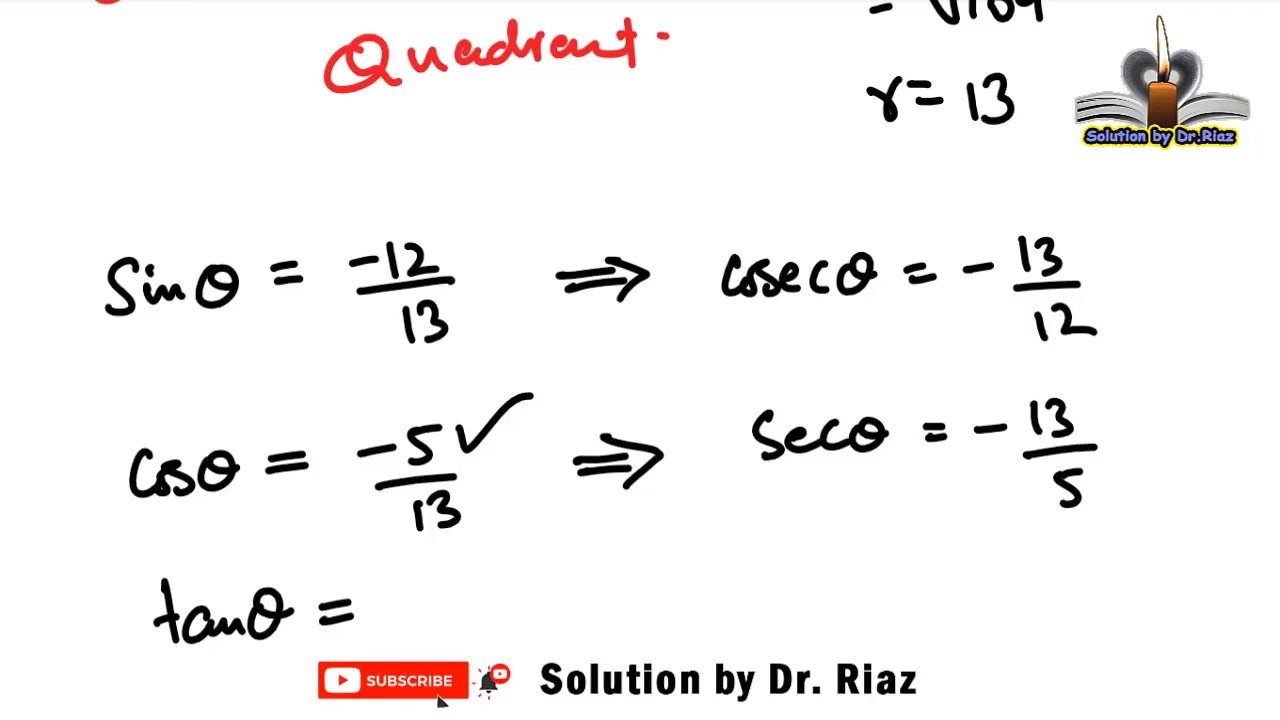 Quadrant.
r = 13
Solution by Dr.Riaz
Sinθ = -12/13 ⟹ cosecθ = -13/12
cosθ = -5/13 ✓ ⟹ Secθ = -13/5
tanθ =
SUBSCRIBE
Solution by Dr. Riaz